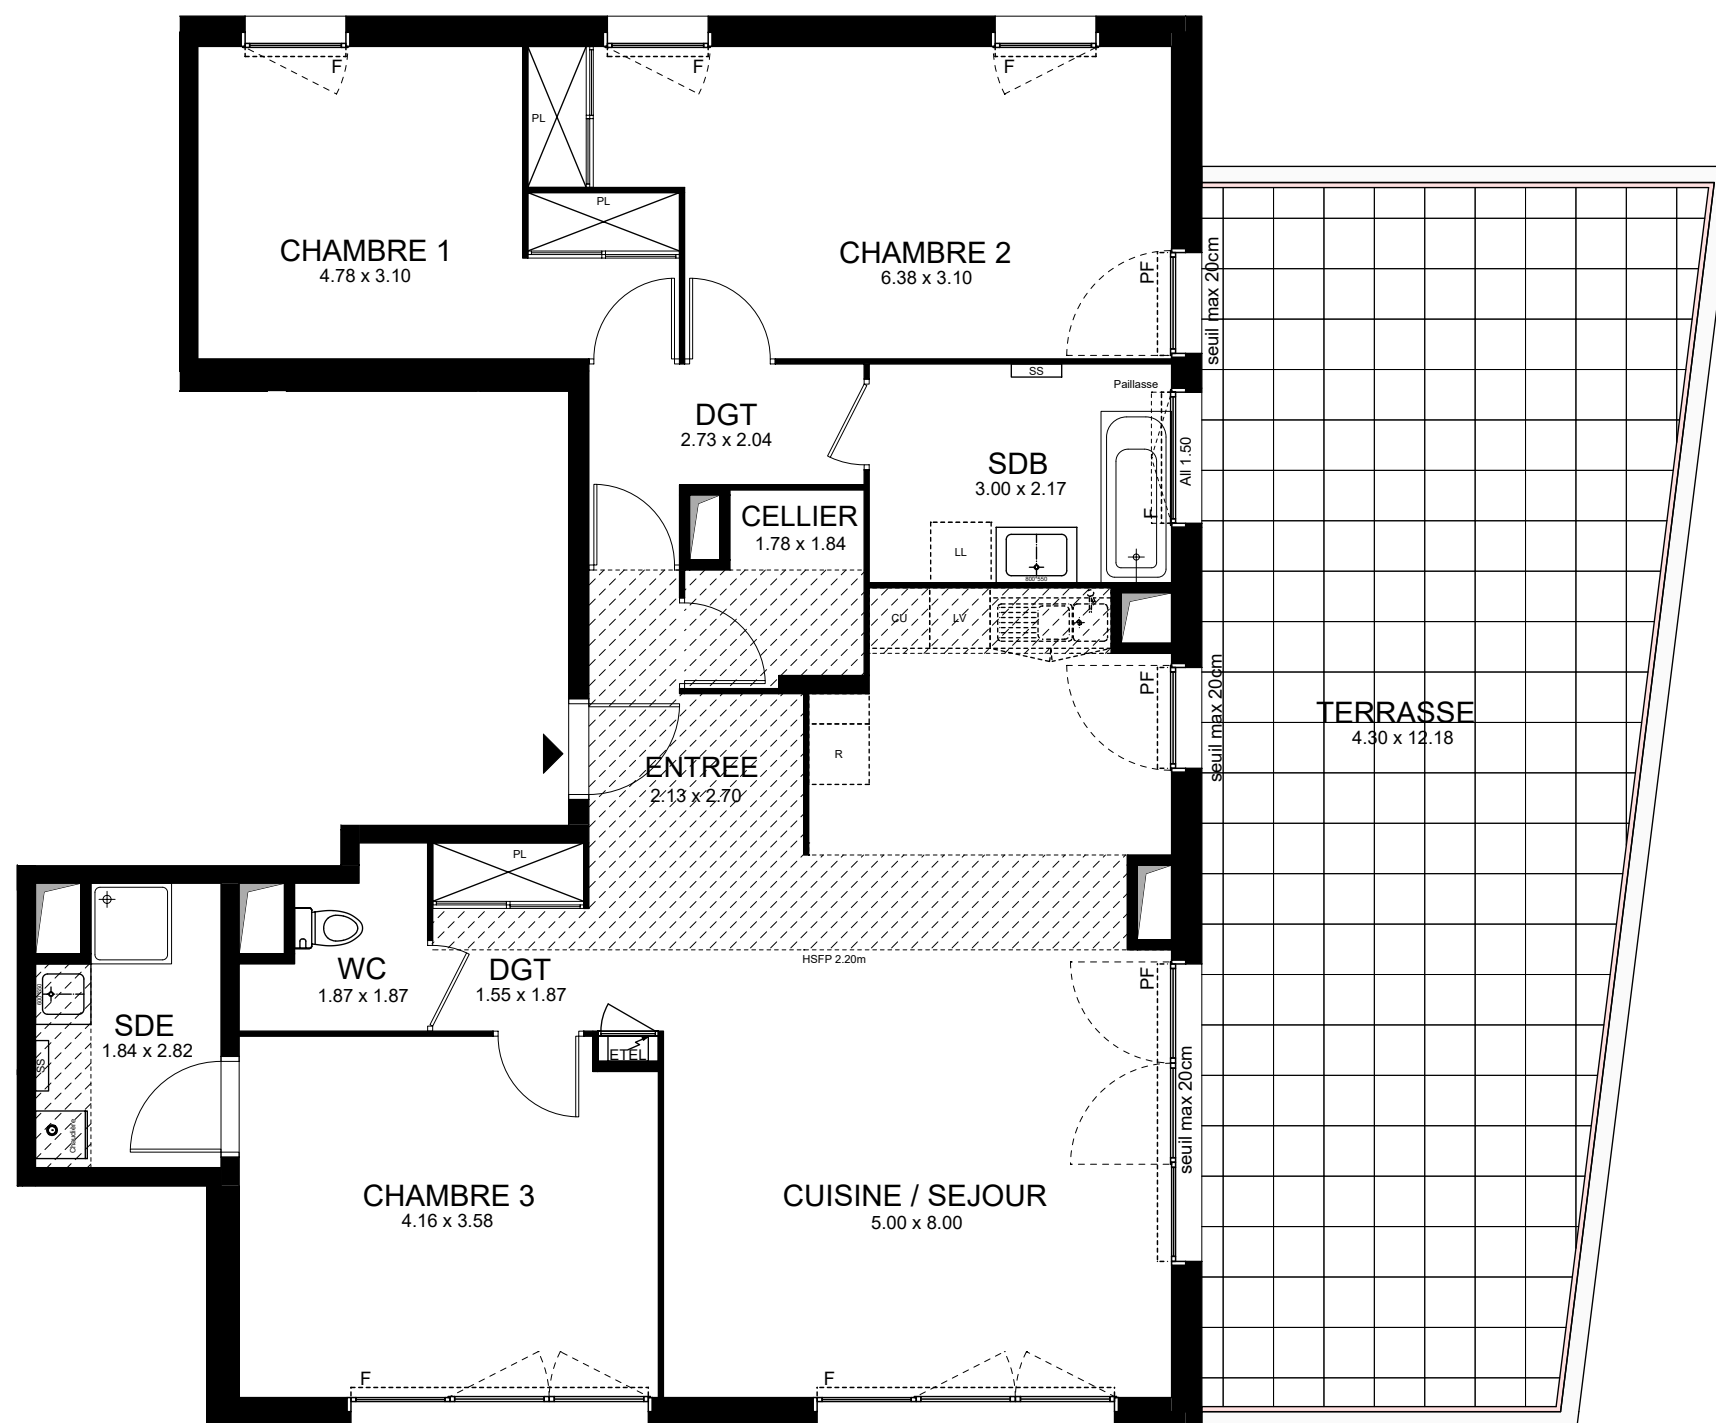 F
F
F
PL
PL
CHAMBRE 1
4.78 x 3.10
CHAMBRE 2
6.38 x 3.10
PF
seuil max 20cm
SS
Paillasse
DGT
2.73 x 2.04
SDB
3.00 x 2.17
All 1.50
F
CELLIER
1.78 x 1.84
LL
800*550
CU
LV
PF
seuil max 20cm
TERRASSE
4.30 x 12.18
ENTREE
2.13 x 2.70
R
PL
HSFP 2.20m
WC
1.87 x 1.87
DGT
1.55 x 1.87
PF
SDE
1.84 x 2.82
SS
ETEL
seuil max 20cm
Chaudière
CHAMBRE 3
4.16 x 3.58
CUISINE / SEJOUR
5.00 x 8.00
F
F